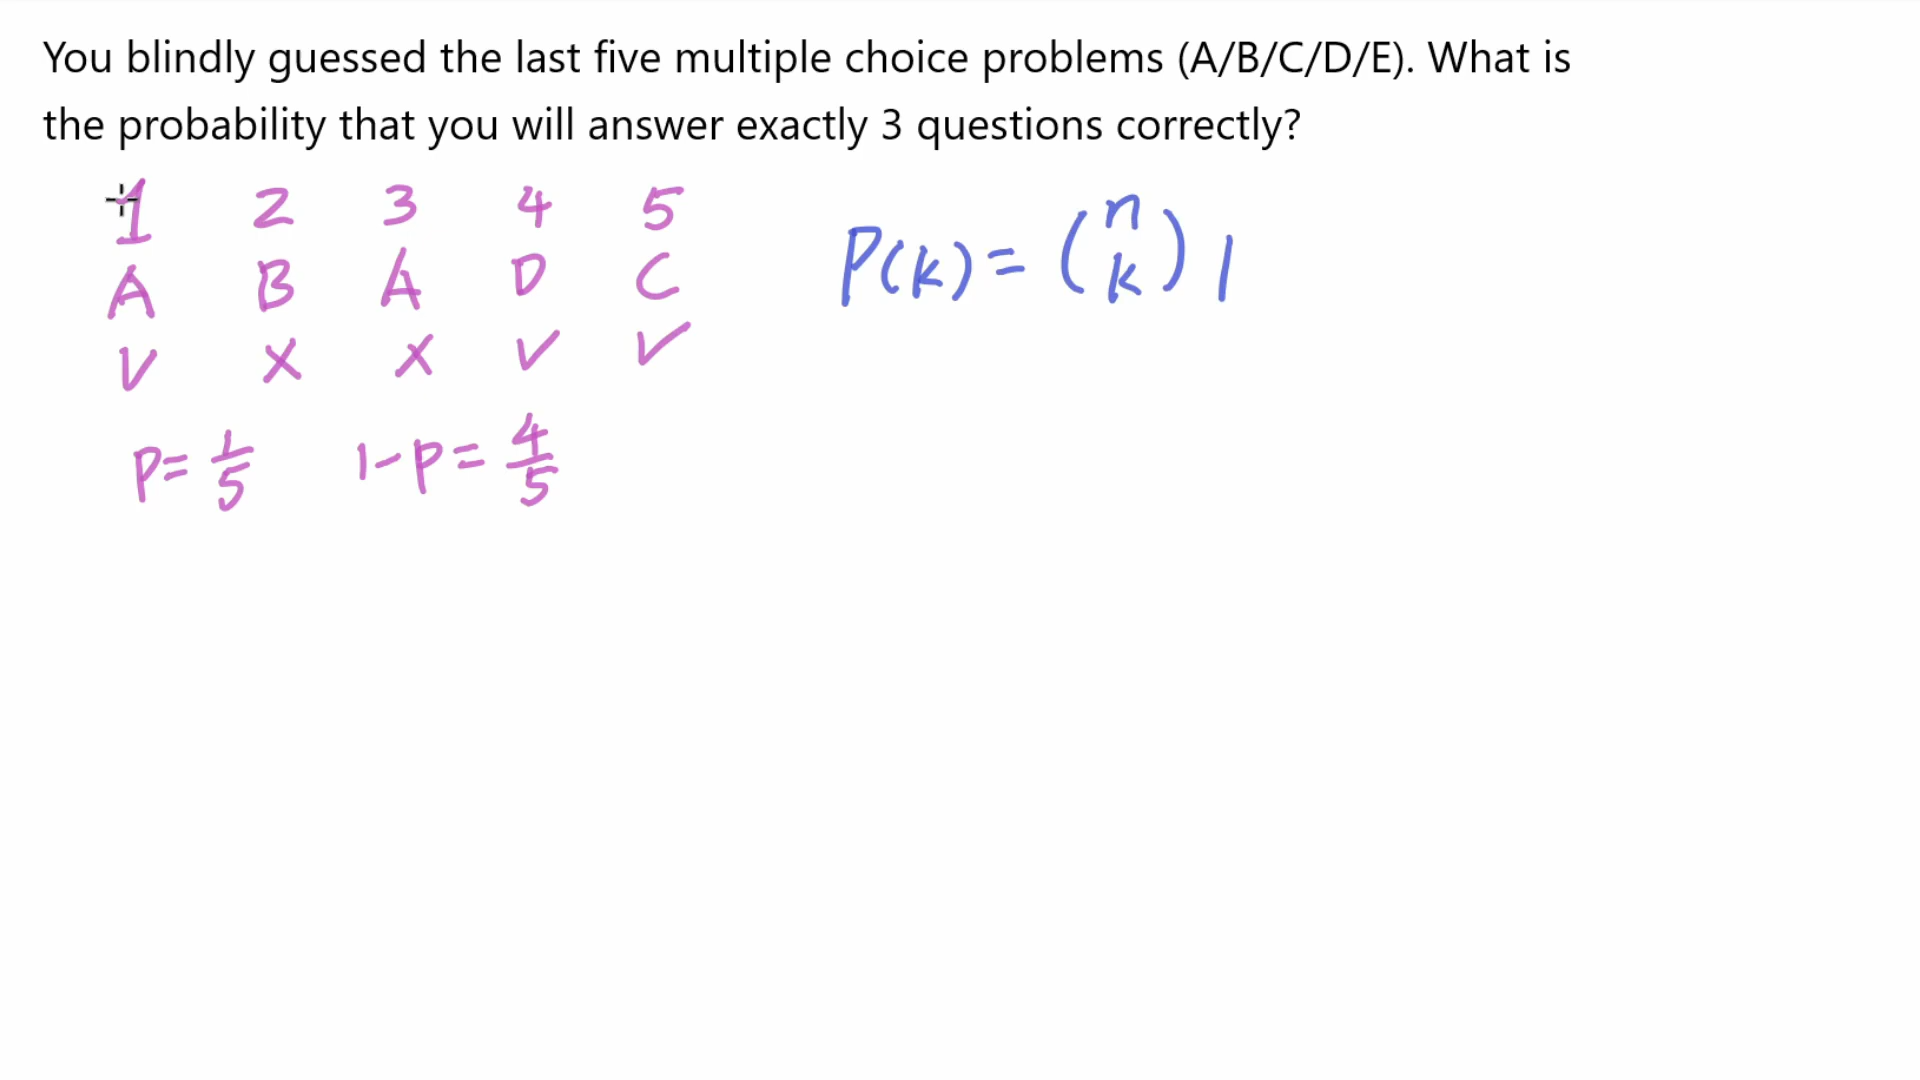 You blindly guessed the last five multiple choice problems (A/B/C/D/E). What is
the probability that you will answer exactly 3 questions correctly?
1 2 3 4 5
A B A D C
✓ X X ✓ ✓
P(k) = (n k)
p = 1/5 1-p = 4/5